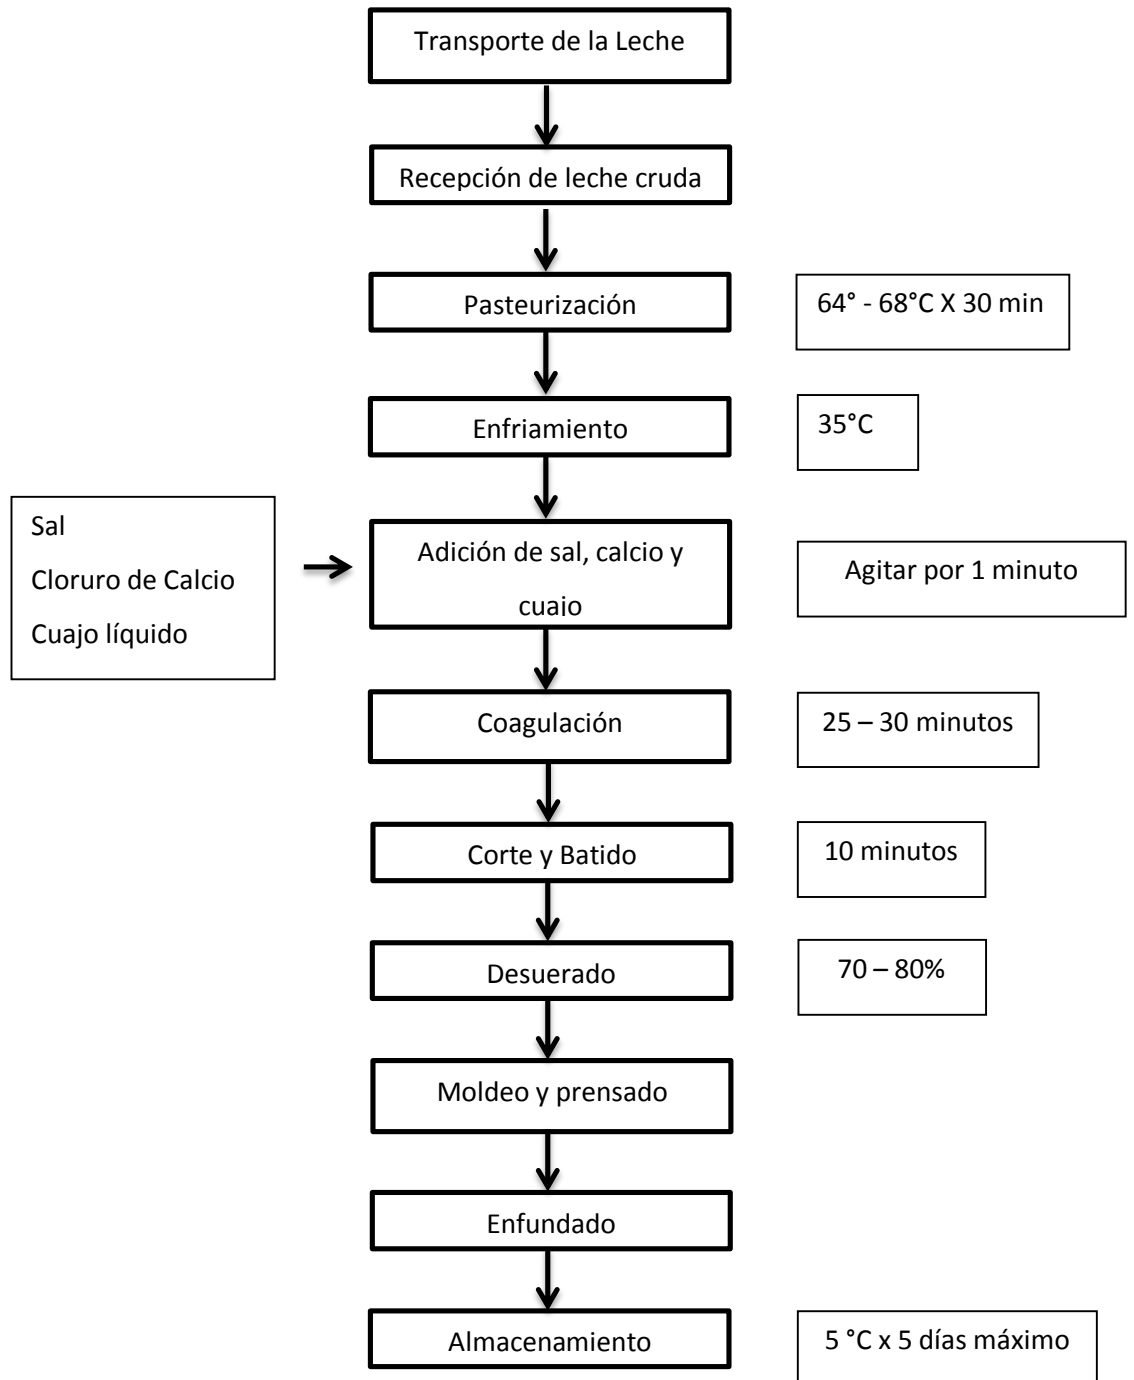 Transporte de la Leche
Recepción de leche cruda
Pasteurización
64° - 68°C X 30 min
Enfriamiento
35°C
Sal
Cloruro de Calcio
Cuajo líquido
Adición de sal, calcio y
cuajo
Agitar por 1 minuto
Coagulación
25 – 30 minutos
Corte y Batido
10 minutos
Desuerado
70 – 80%
Moldeo y prensado
Enfundado
Almacenamiento
5 °C x 5 días máximo